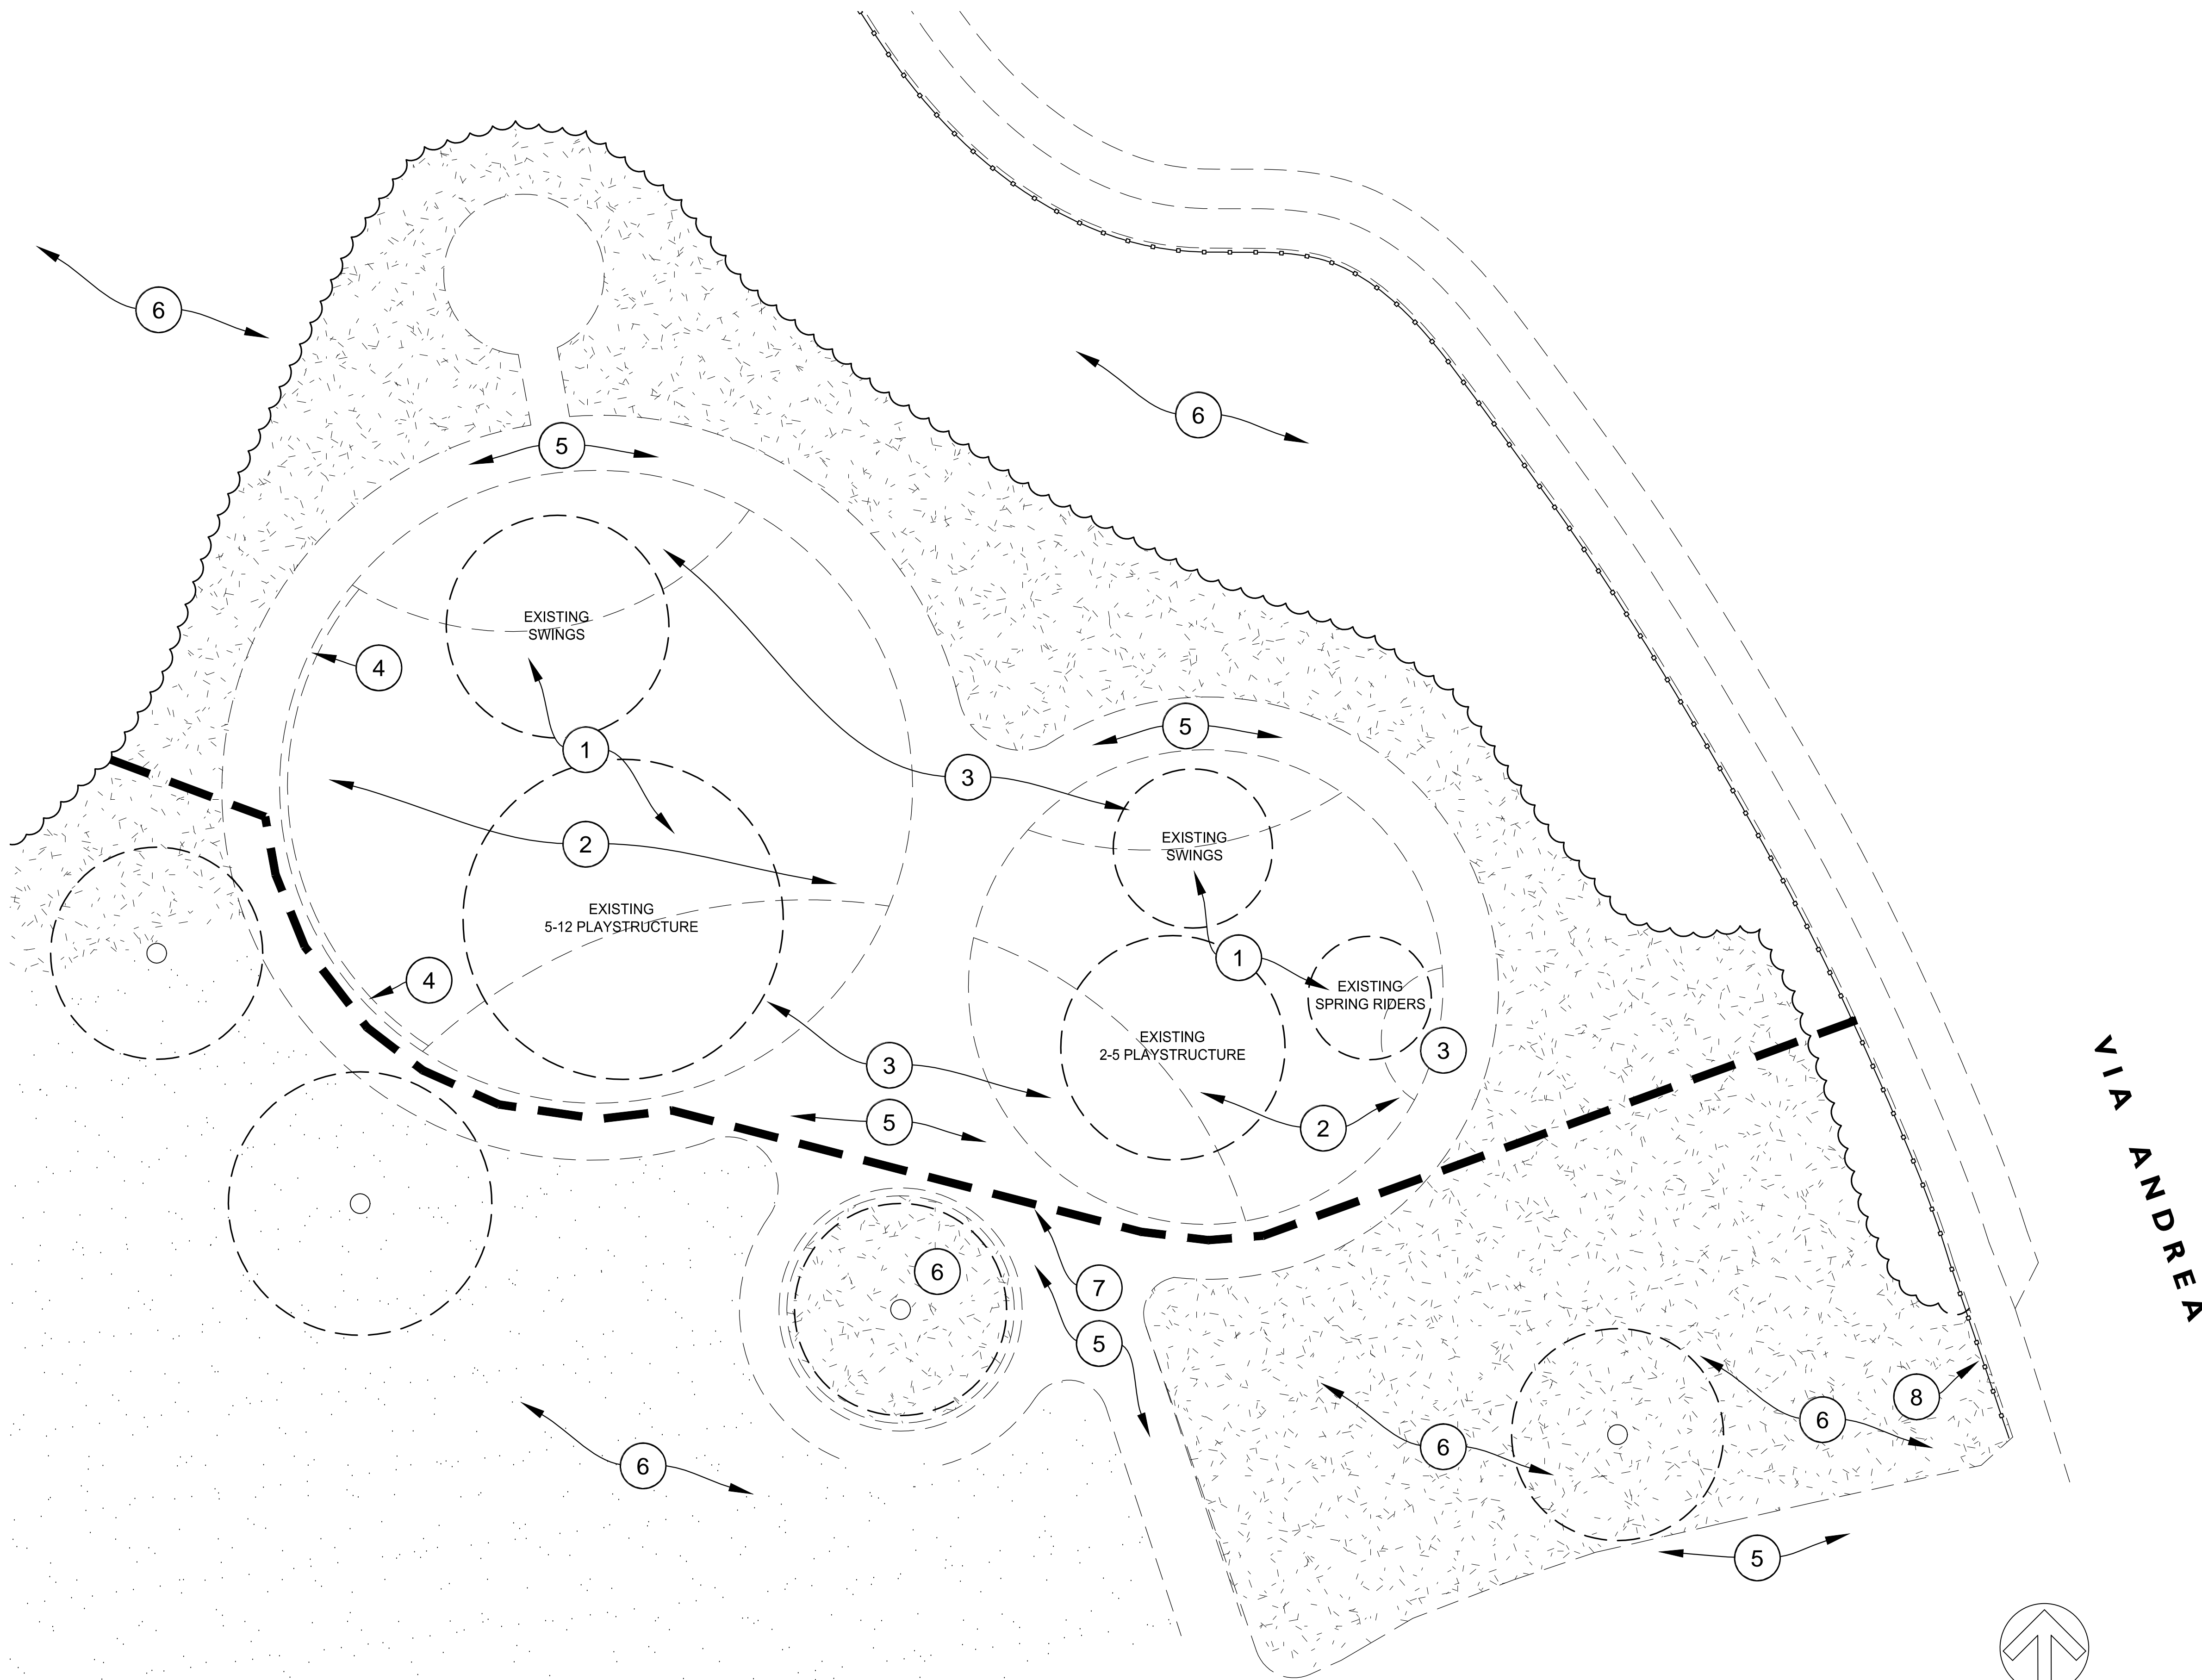 6
6
5
EXISTING
SWINGS
4
5
1
3
EXISTING
SWINGS
2
EXISTING
5-12 PLAYSTRUCTURE
1
4
EXISTING
SPRING RIDERS
EXISTING
2-5 PLAYSTRUCTURE
3
3
5
2
VIA ANDREA
6
7
5
8
6
6
6
5